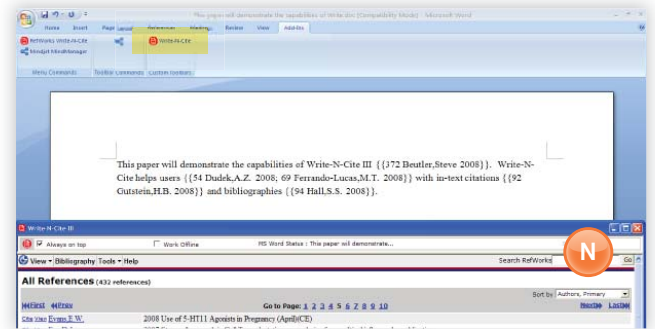 This paper will demonstrate the capabilities of Write-N-Cite.doc [Compatibility Mode] - Microsoft Word
Home Insert Page Layout References Mailings Review View Add-Ins
RefWorks Write-N-Cite Write-N-Cite
Mindjet MindManager
Menu Commands Toolbar Commands Custom Toolbars
This paper will demonstrate the capabilities of Write-N-Cite III {{372 Beutler,Steve 2008}}. Write-N-
Cite helps users {{54 Dudek,A.Z. 2008; 69 Ferrando-Lucas,M.T. 2008}} with in-text citations {{92
Gutstein,H.B. 2008}} and bibliographies {{94 Hall,S.S. 2008}}.
Write-N-Cite III
Always on top Work Offline MS Word Status : This paper wil demonstrate...
View Bibliography Tools Help Search RefWorks Go
N
All References (432 references)
Sort by Authors, Primary
First Prev Go to Page: 1 2 3 4 5 6 7 8 9 10 Next Last
Cite View Evans,E.W. 2008 Use of 5-HT11 Agonists in Pregnancy (April)(CE)